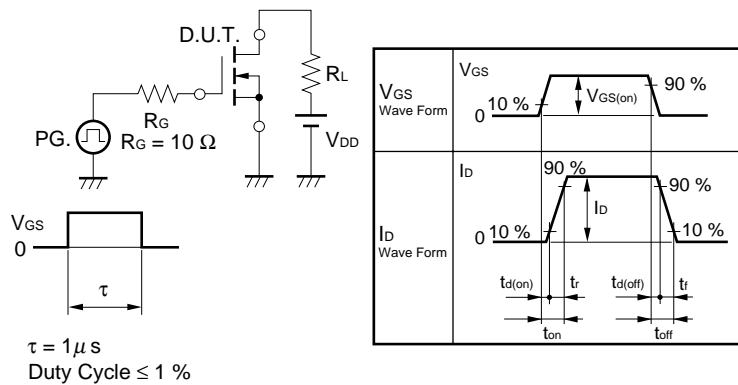 D.U.T.
RL
RG
PG.
RG = 10 Ω
VDD
VGS
0
τ
τ = 1μ s
Duty Cycle ≤ 1 %
VGS
Wave Form
VGS
10 %
0
VGS(on)
90 %
ID
Wave Form
ID
90 %
90 %
0 10 %
ID
10 %
td(on)
tr
td(off)
tf
ton
toff